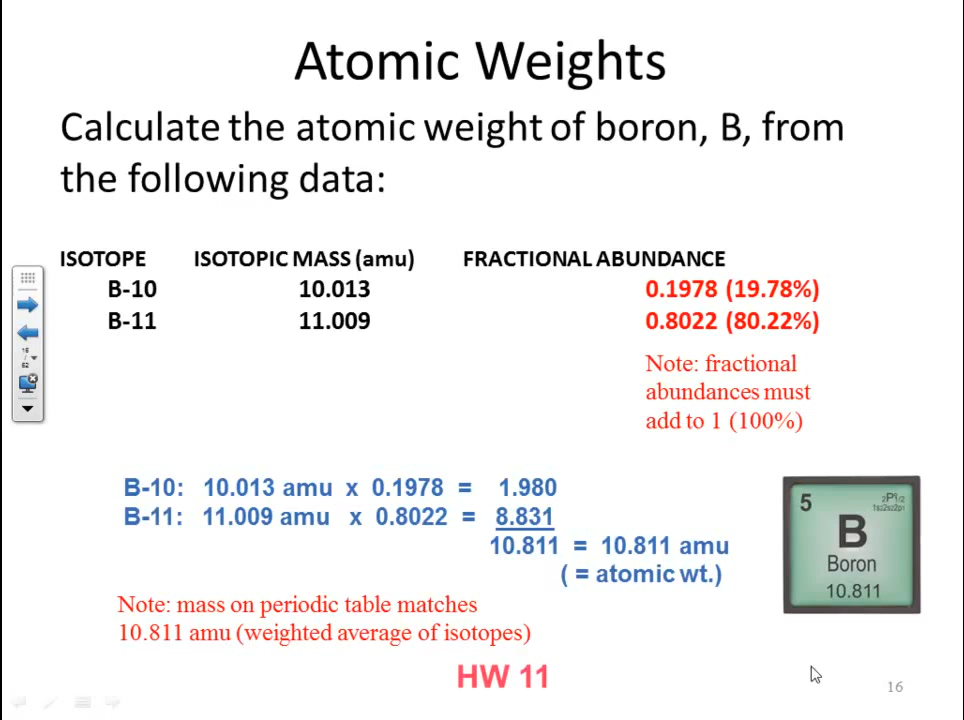 Atomic Weights
Calculate the atomic weight of boron, B, from
the following data:
ISOTOPE ISOTOPIC MASS (amu) FRACTIONAL ABUNDANCE
B-10 10.013 0.1978 (19.78%)
B-11 11.009 0.8022 (80.22%)
Note: fractional
abundances must
add to 1 (100%)
16
/
62
B-10: 10.013 amu x 0.1978 = 1.980
B-11: 11.009 amu x 0.8022 = 8.831
10.811 = 10.811 amu
( = atomic wt.)
5
B
Boron
10.811
Note: mass on periodic table matches
10.811 amu (weighted average of isotopes)
HW 11
16